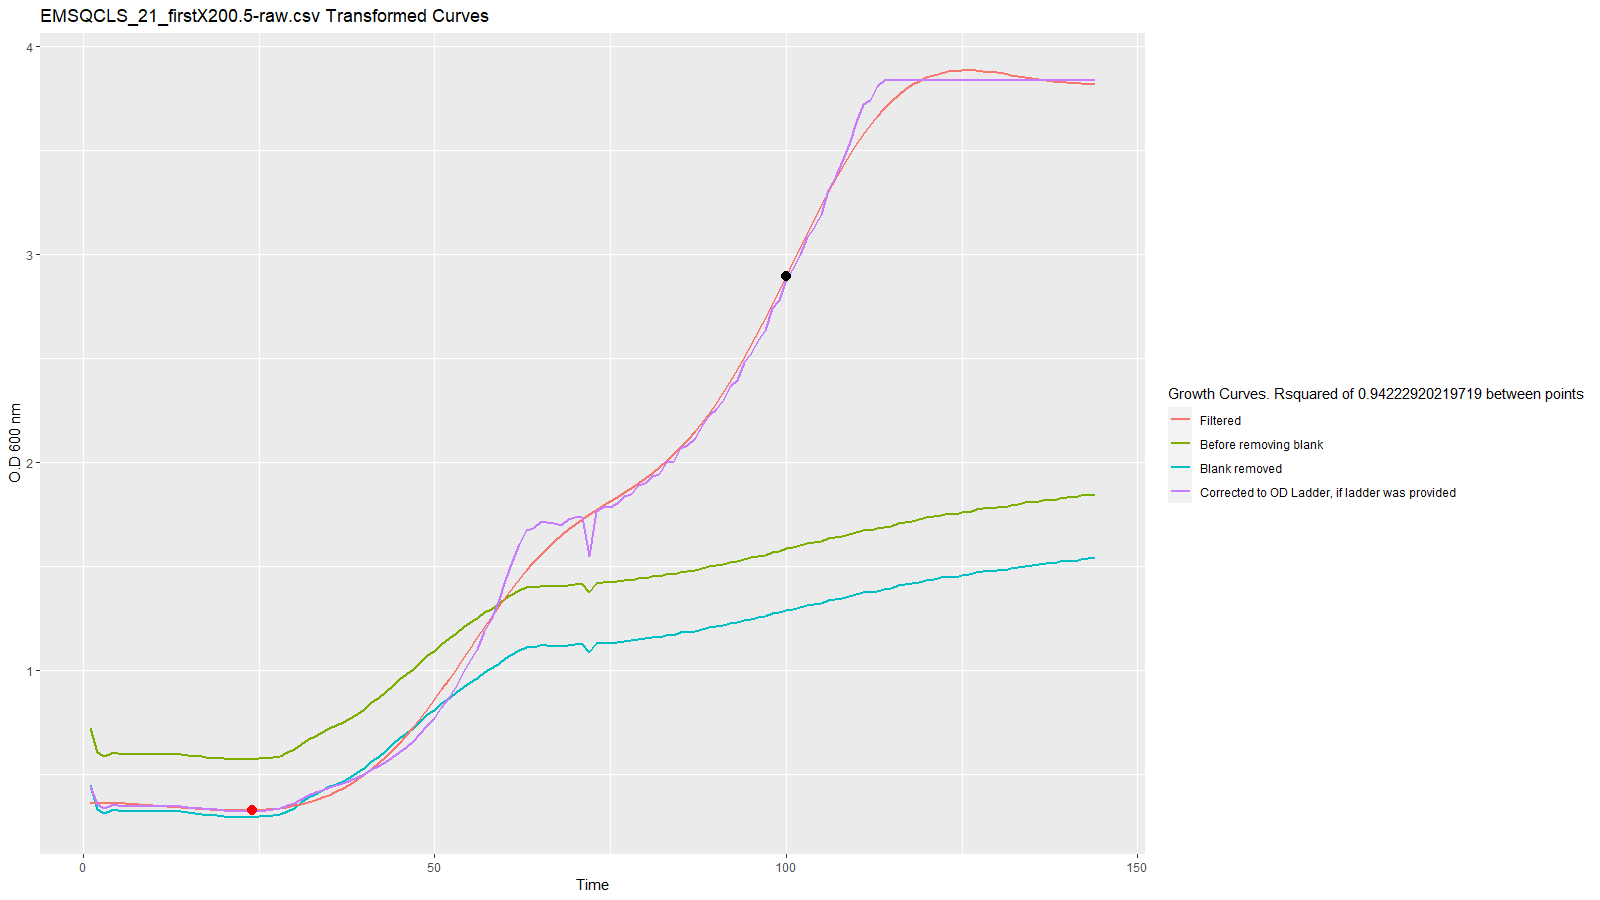 EMSQCLS_21_firstX200.5-raw.csv Transformed Curves
4
3
2
1
O.D 600 nm
0
50
100
150
Time
Growth Curves. Rsquared of 0.94222920219719 between points
Filtered
Before removing blank
Blank removed
Corrected to OD Ladder, if ladder was provided